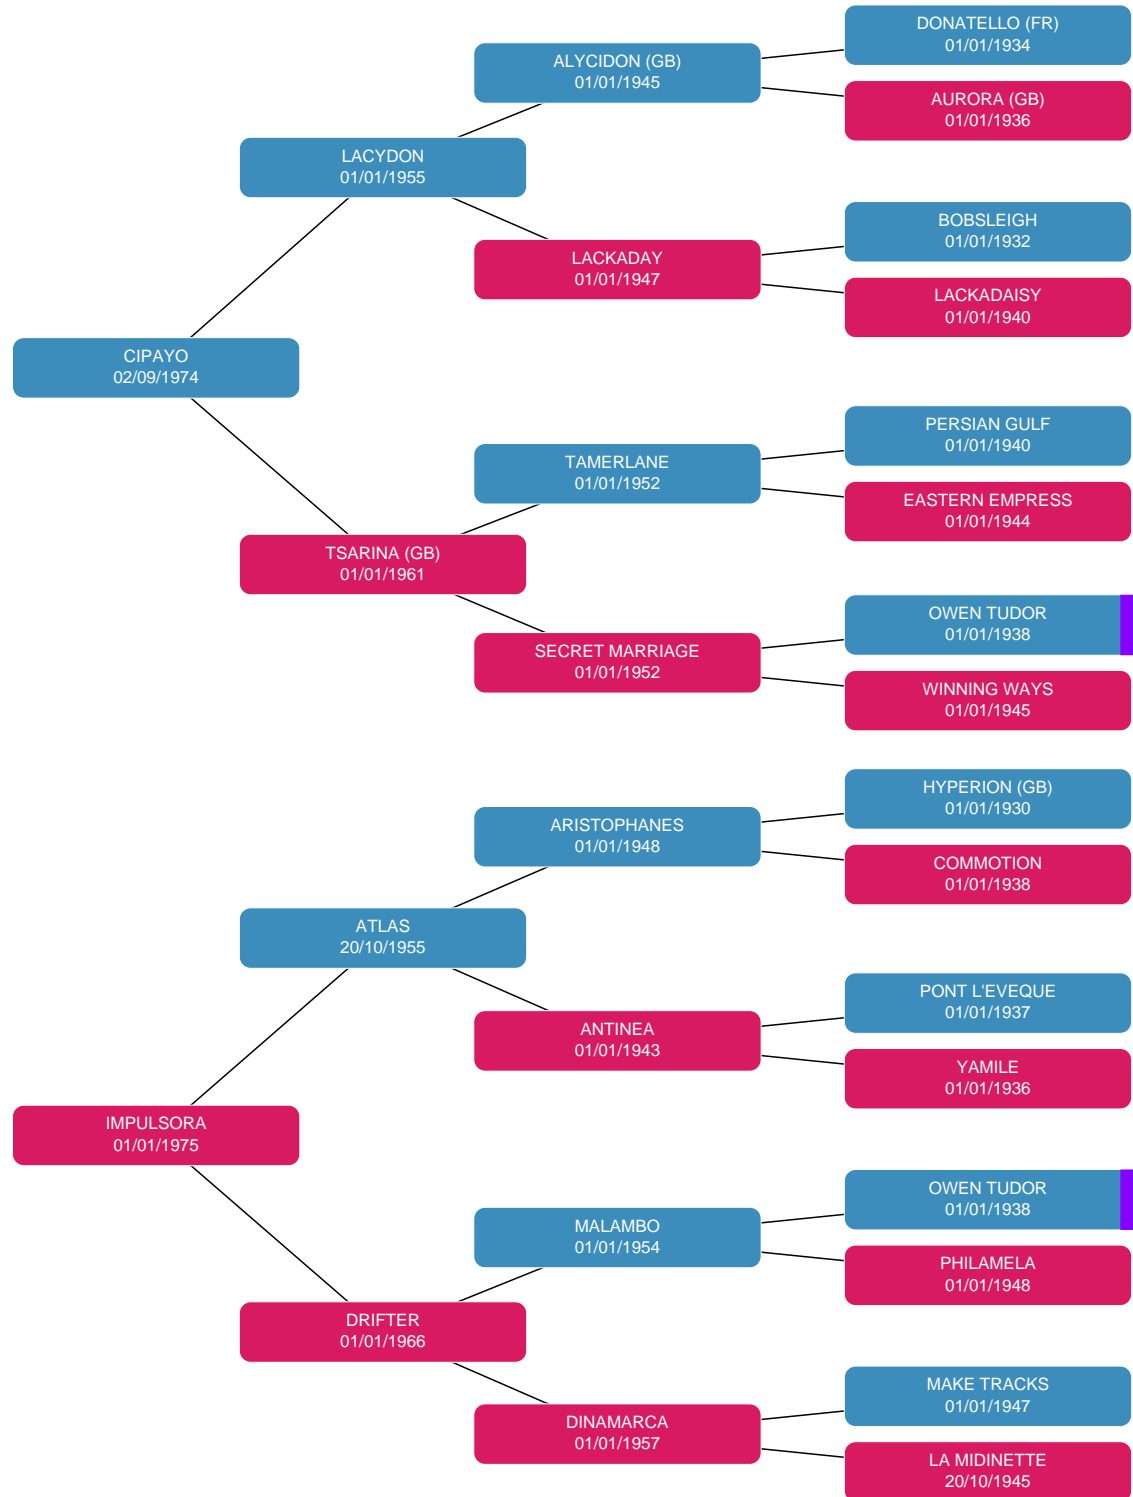 DONATELLO (FR)
01/01/1934
ALYCIDON (GB)
01/01/1945
AURORA (GB)
01/01/1936
LACYDON
01/01/1955
BOBSLEIGH
01/01/1932
LACKADAY
01/01/1947
LACKADAISY
01/01/1940
CIPAYO
02/09/1974
PERSIAN GULF
01/01/1940
TAMERLANE
01/01/1952
EASTERN EMPRESS
01/01/1944
TSARINA (GB)
01/01/1961
OWEN TUDOR
01/01/1938
SECRET MARRIAGE
01/01/1952
WINNING WAYS
01/01/1945
HYPERION (GB)
01/01/1930
ARISTOPHANES
01/01/1948
COMMOTION
01/01/1938
ATLAS
20/10/1955
PONT L'EVEQUE
01/01/1937
ANTINEA
01/01/1943
YAMILE
01/01/1936
IMPULSORA
01/01/1975
OWEN TUDOR
01/01/1938
MALAMBO
01/01/1954
PHILAMELA
01/01/1948
DRIFTER
01/01/1966
MAKE TRACKS
01/01/1947
DINAMARCA
01/01/1957
LA MIDINETTE
20/10/1945